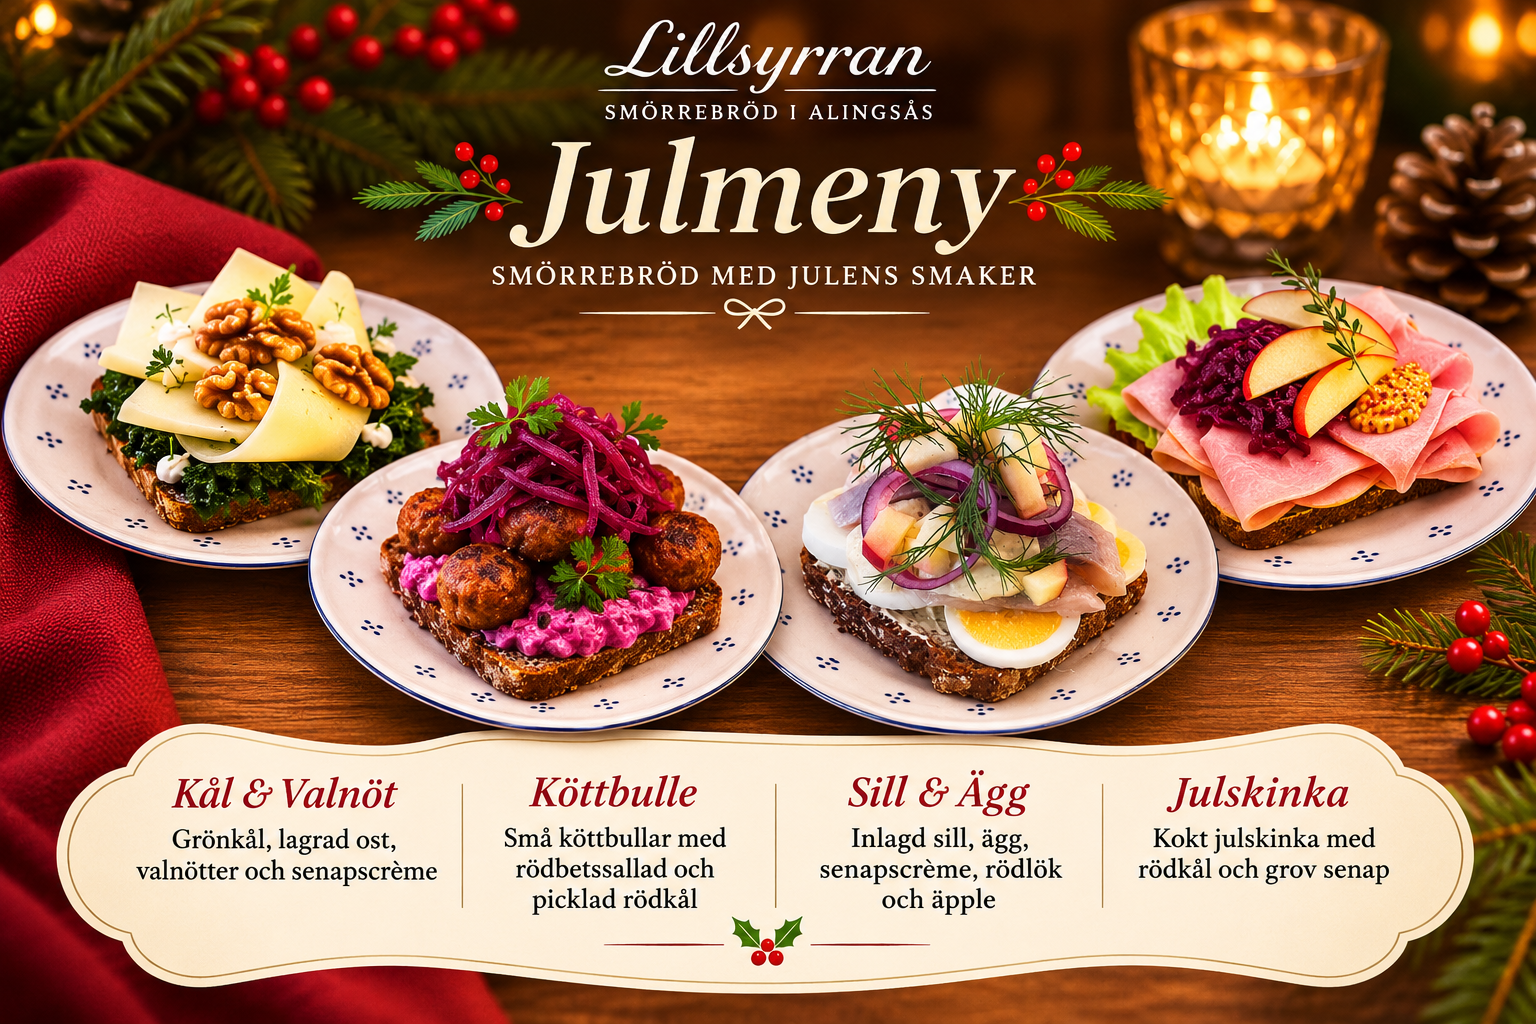 Lillsyrran
SMÖRREBRÖD I ALINGSÅS
Julmeny
SMÖRREBRÖD MED JULENS SMAKER
Kål & Valnöt
Grönkål, lagrad ost,
valnötter och senapscrème
Köttbulle
Små köttbullar med
rödbetssallad och
picklad rödkål
Sill & Ägg
Inlagd sill, ägg,
senapscrème, rödlök
och äpple
Julskinka
Kokt julskinka med
rödkål och grov senap